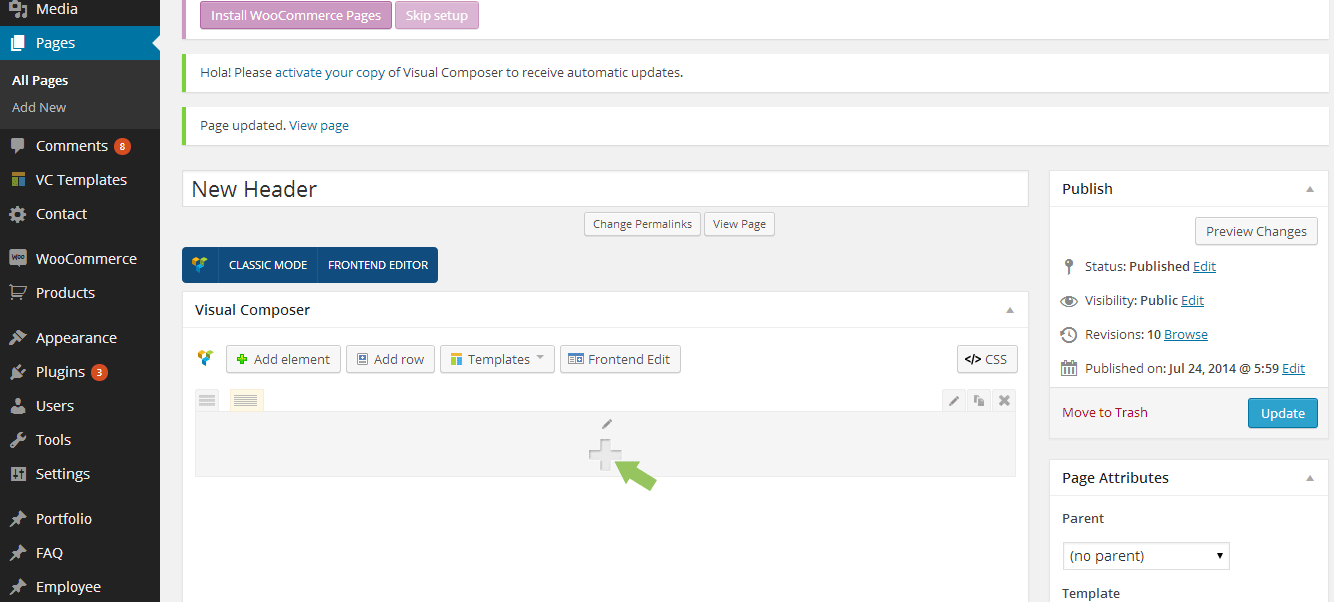 Media
Pages
All Pages
Add New
Comments 8
VC Templates
Contact
WooCommerce
Products
Appearance
Plugins 3
Users
Tools
Settings
Portfolio
FAQ
Employee
Install WooCommerce Pages Skip setup
Hola! Please activate your copy of Visual Composer to receive automatic updates.
Page updated. View page
New Header
Change Permalinks View Page
CLASSIC MODE FRONTEND EDITOR
Visual Composer
Add element Add row Templates Frontend Edit </> CSS
Publish
Preview Changes
Status: Published Edit
Visibility: Public Edit
Revisions: 10 Browse
Published on: Jul 24, 2014 @ 5:59 Edit
Move to Trash Update
Page Attributes
Parent
(no parent)
Template